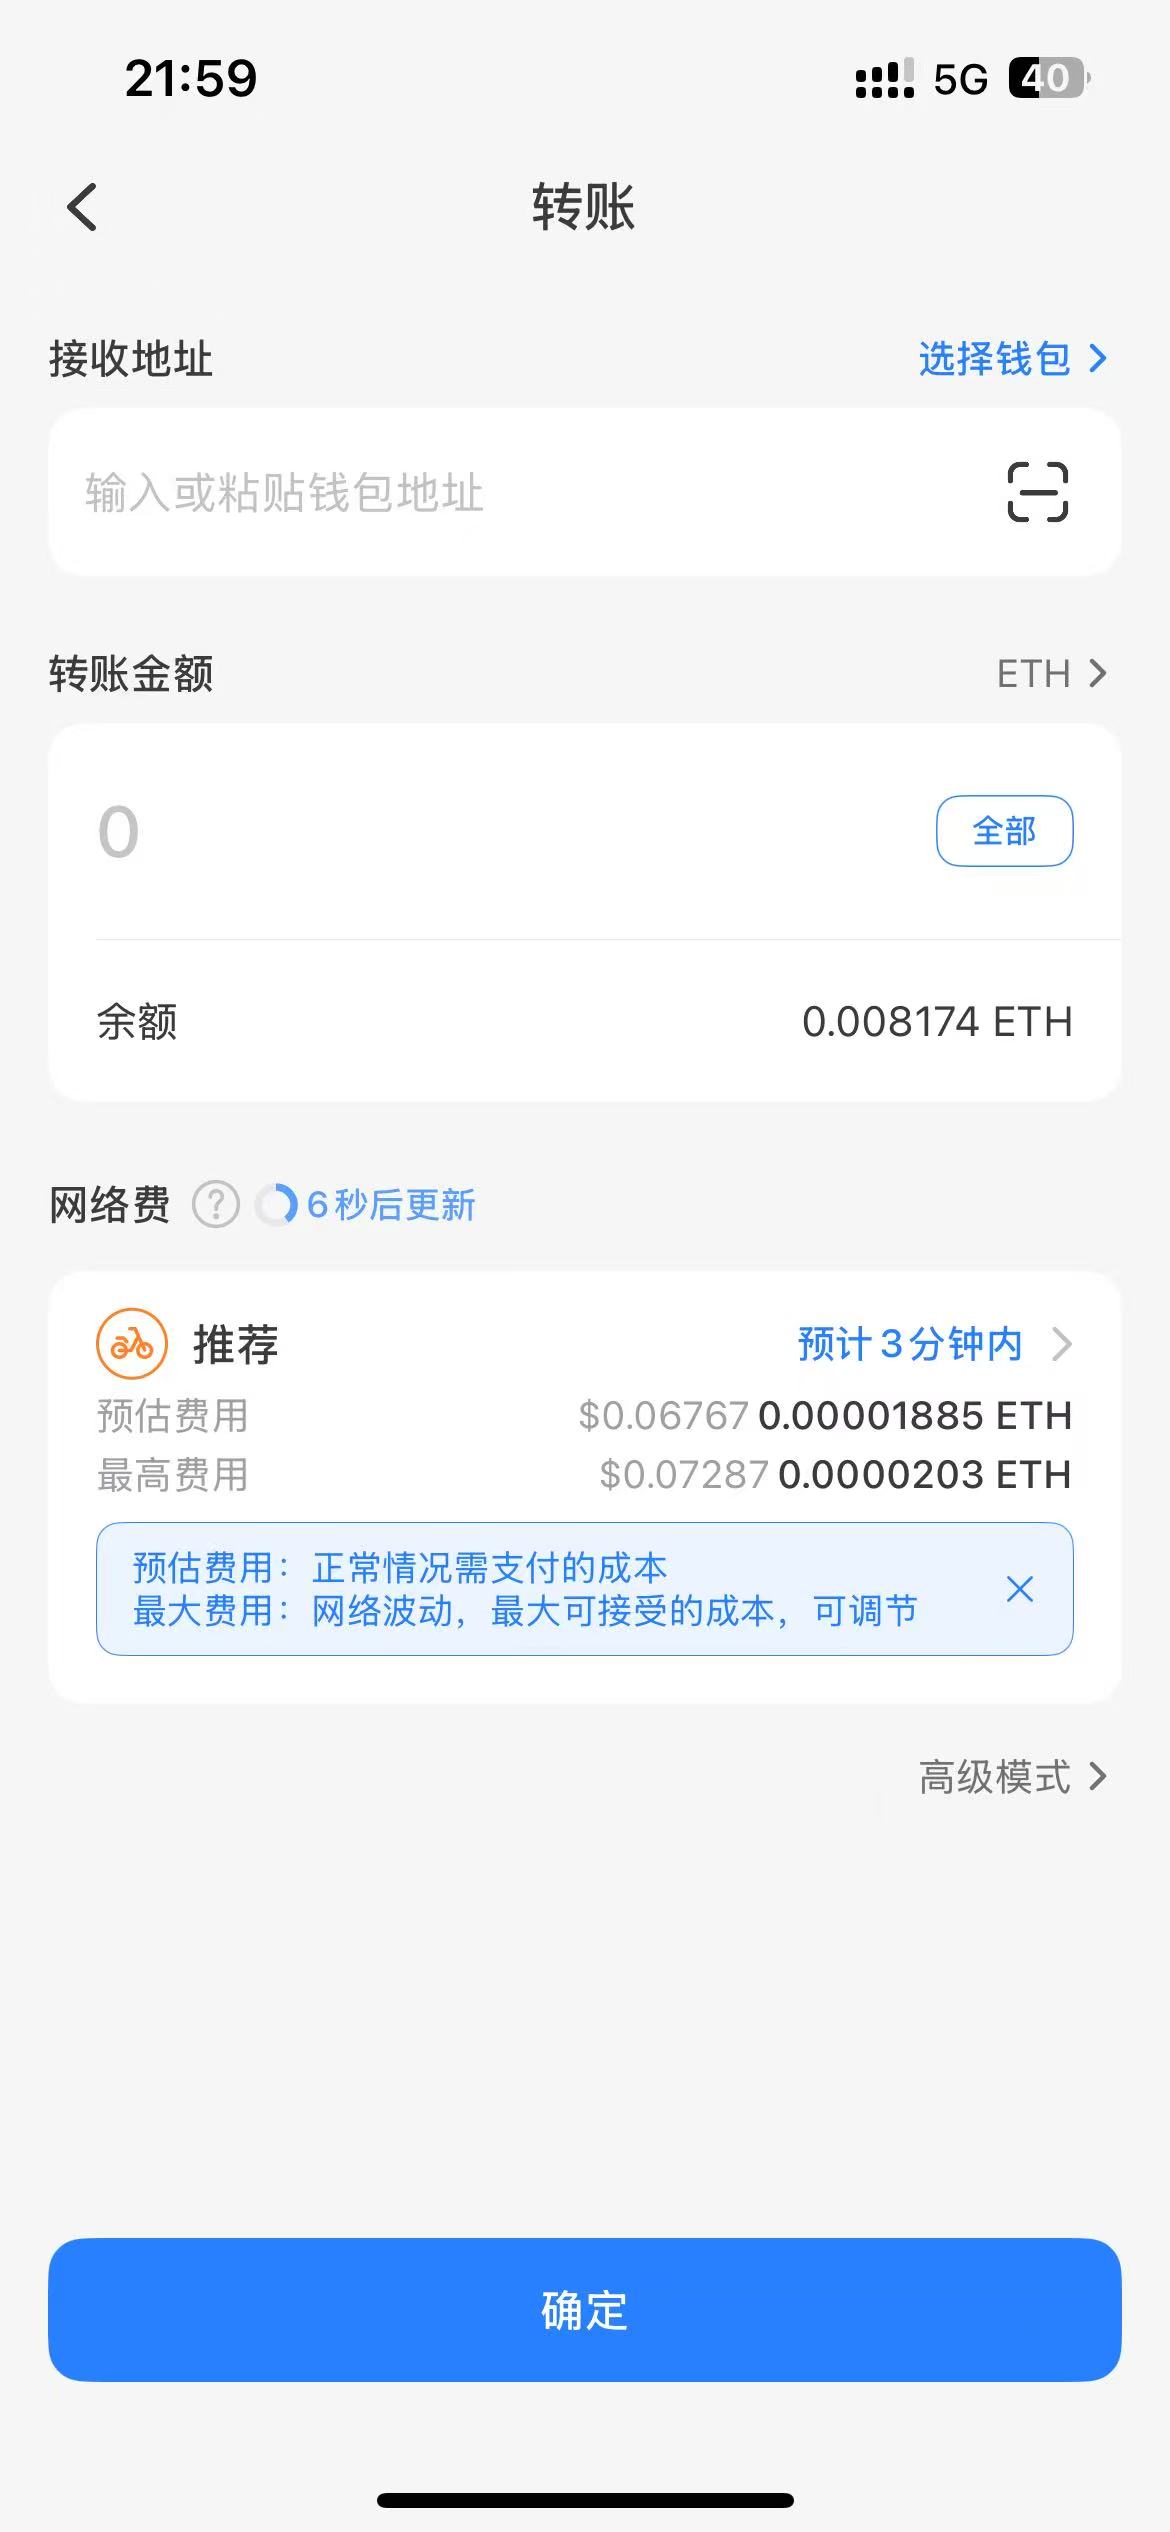 21:59 5G 40
转账
接收地址 选择钱包
输入或粘贴钱包地址
转账金额 ETH
0 全部
余额 0.008174 ETH
网络费 ? 6秒后更新
推荐 预计3分钟内
预估费用 $0.06767 0.00001885 ETH
最高费用 $0.07287 0.0000203 ETH
预估费用：正常情况需支付的成本
最大费用：网络波动，最大可接受的成本，可调节
高级模式
确定